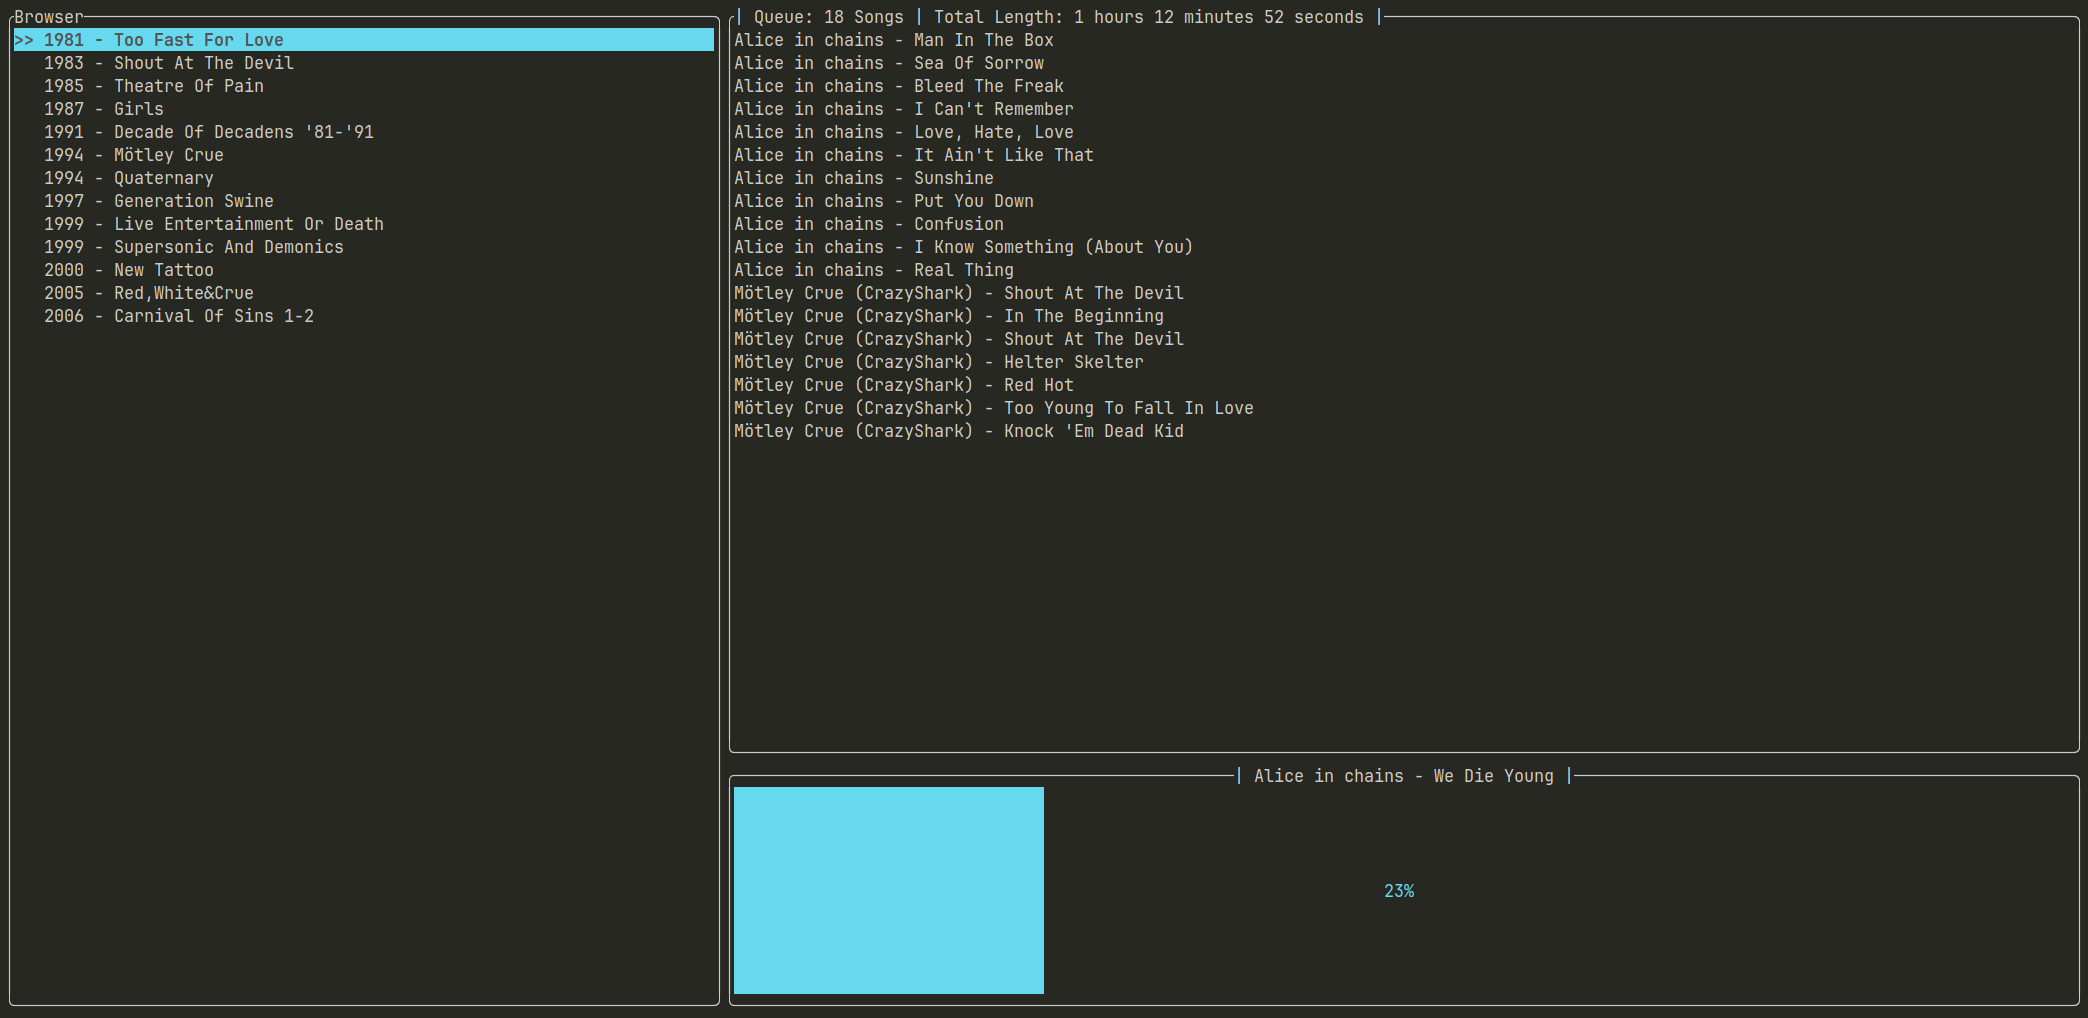 Browser
>> 1981 - Too Fast For Love
1983 - Shout At The Devil
1985 - Theatre Of Pain
1987 - Girls
1991 - Decade Of Decadens '81-'91
1994 - Mötley Crue
1994 - Quaternary
1997 - Generation Swine
1999 - Live Entertainment Or Death
1999 - Supersonic And Demonics
2000 - New Tattoo
2005 - Red,White&Crue
2006 - Carnival Of Sins 1-2
| Queue: 18 Songs | Total Length: 1 hours 12 minutes 52 seconds |
Alice in chains - Man In The Box
Alice in chains - Sea Of Sorrow
Alice in chains - Bleed The Freak
Alice in chains - I Can't Remember
Alice in chains - Love, Hate, Love
Alice in chains - It Ain't Like That
Alice in chains - Sunshine
Alice in chains - Put You Down
Alice in chains - Confusion
Alice in chains - I Know Something (About You)
Alice in chains - Real Thing
Mötley Crue (CrazyShark) - Shout At The Devil
Mötley Crue (CrazyShark) - In The Beginning
Mötley Crue (CrazyShark) - Shout At The Devil
Mötley Crue (CrazyShark) - Helter Skelter
Mötley Crue (CrazyShark) - Red Hot
Mötley Crue (CrazyShark) - Too Young To Fall In Love
Mötley Crue (CrazyShark) - Knock 'Em Dead Kid
| Alice in chains - We Die Young |
23%